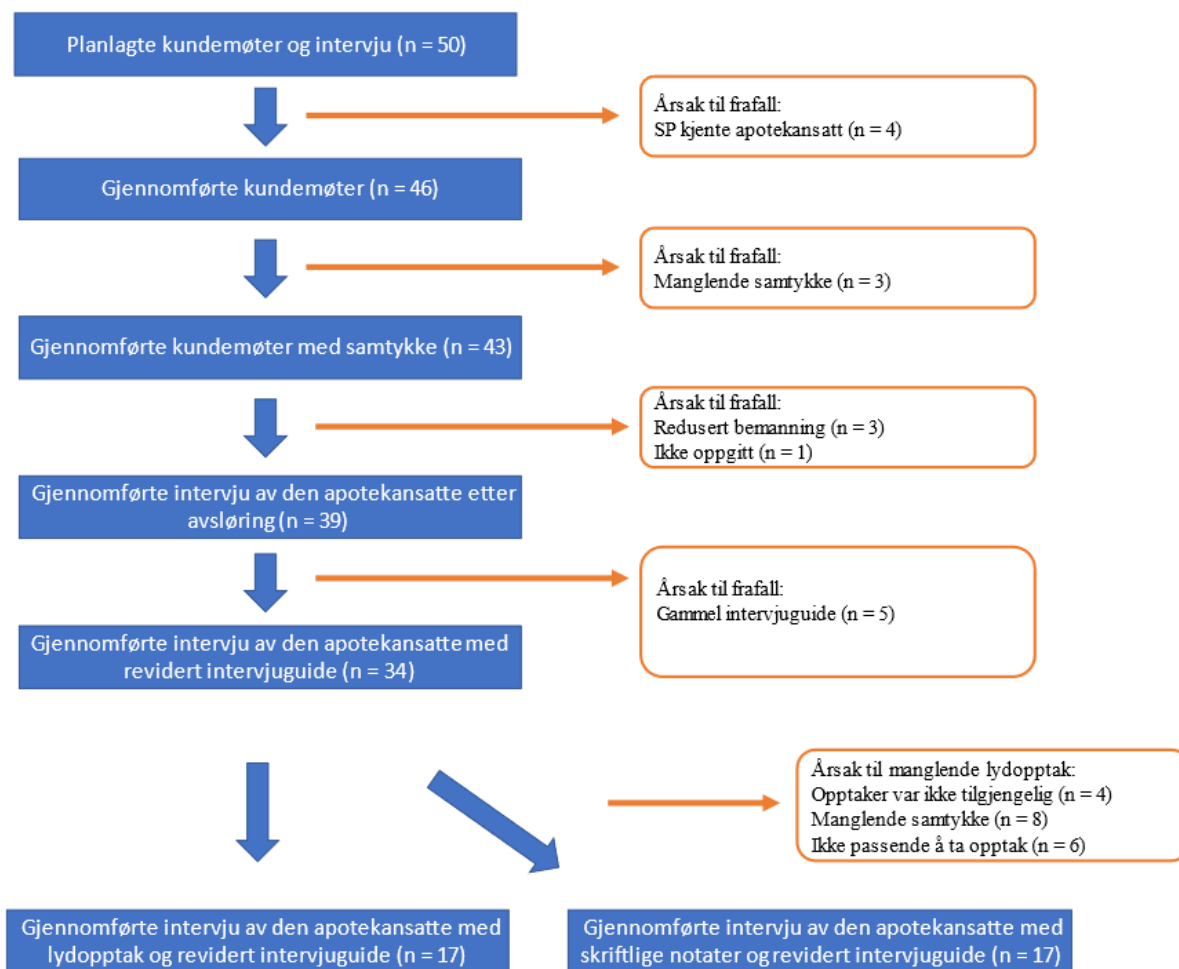 Planlagte kundemøter og intervju (n = 50)
Årsak til frafall:
SP kjente apotekansatt (n = 4)
Gjennomførte kundemøter (n = 46)
Årsak til frafall:
Manglende samtykke (n = 3)
Gjennomførte kundemøter med samtykke (n = 43)
Årsak til frafall:
Redusert bemanning (n = 3)
Ikke oppgitt (n = 1)
Gjennomførte intervju av den apotekansatte etter
avsløring (n = 39)
Årsak til frafall:
Gammel intervjuguide (n = 5)
Gjennomførte intervju av den apotekansatte med
revidert intervjuguide (n = 34)
Årsak til manglende lydopptak:
Opptaker var ikke tilgjengelig (n = 4)
Manglende samtykke (n = 8)
Ikke passende å ta opptak (n = 6)
Gjennomførte intervju av den apotekansatte med
lydopptak og revidert intervjuguide (n = 17)
Gjennomførte intervju av den apotekansatte med
skriftlige notater og revidert intervjuguide (n = 17)